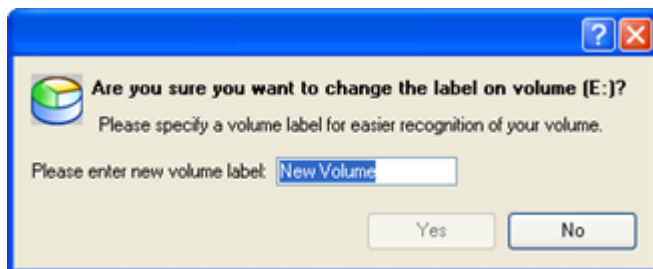 Are you sure you want to change the label on volume (E:)?
Please specify a volume label for easier recognition of your volume.
Please enter new volume label: New Volume
Yes No